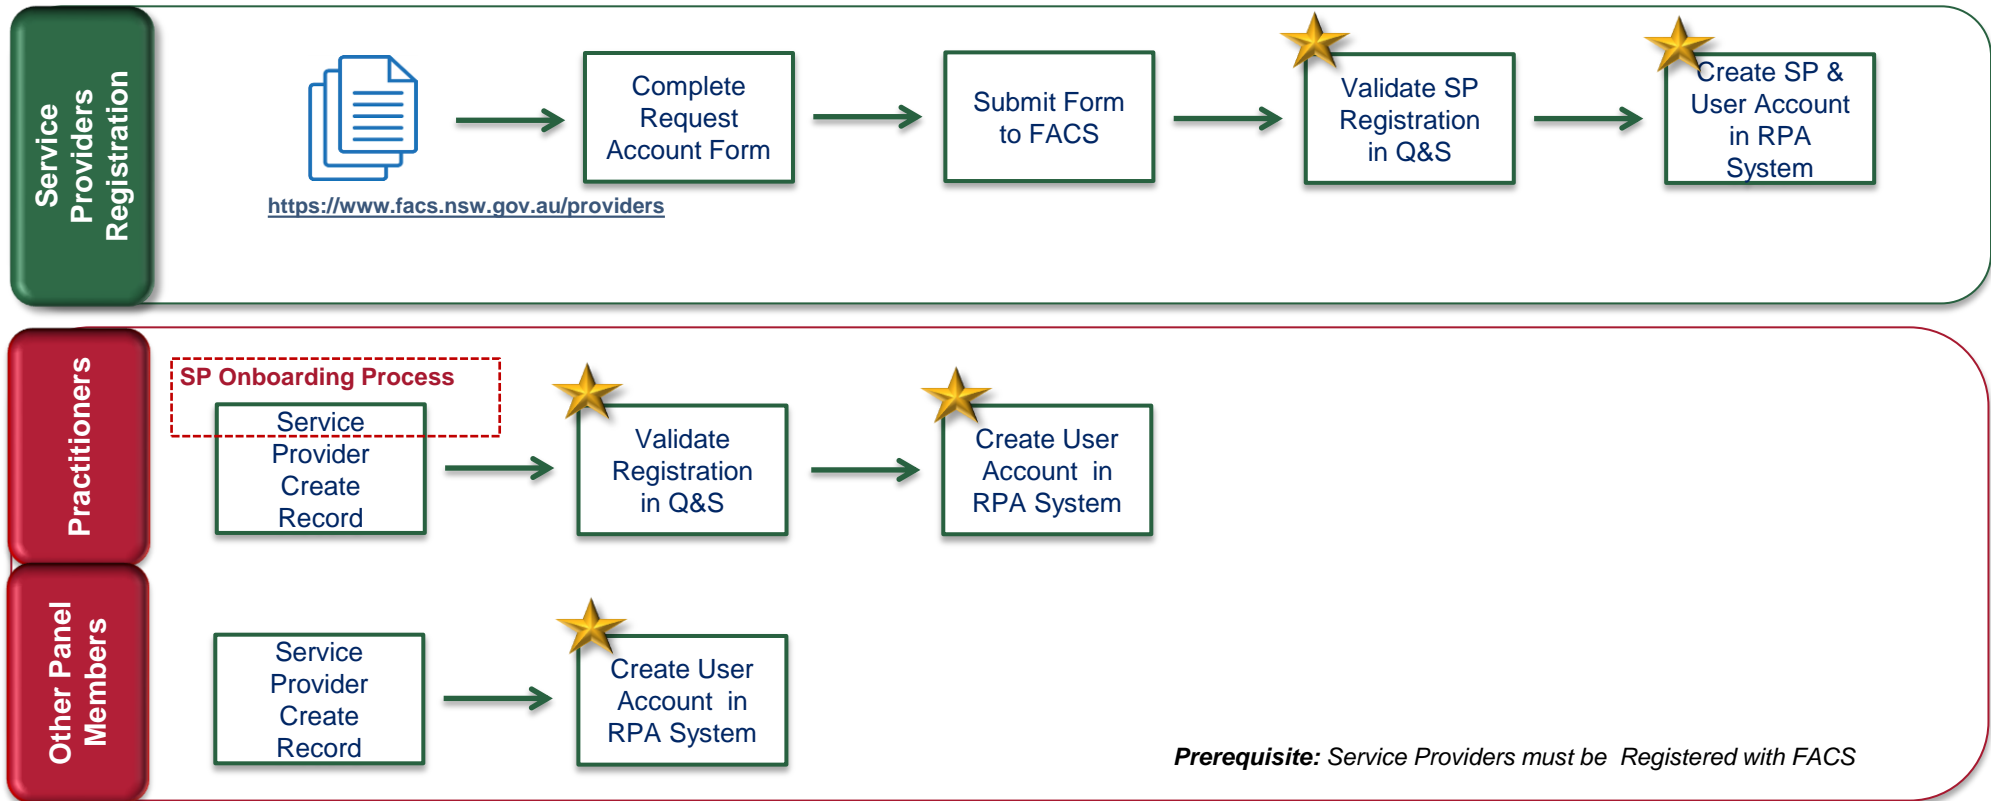 Service
Providers
Registration
https://www.facs.nsw.gov.au/providers
Complete
Request
Account Form
Submit Form
to FACS
Validate SP
Registration
in Q&S
Create SP &
User Account
in RPA
System
Practitioners
SP Onboarding Process
Service
Provider
Create
Record
Validate
Registration
in Q&S
Create User
Account in
RPA System
Other Panel
Members
Service
Provider
Create
Record
Create User
Account in
RPA System
Prerequisite: Service Providers must be Registered with FACS